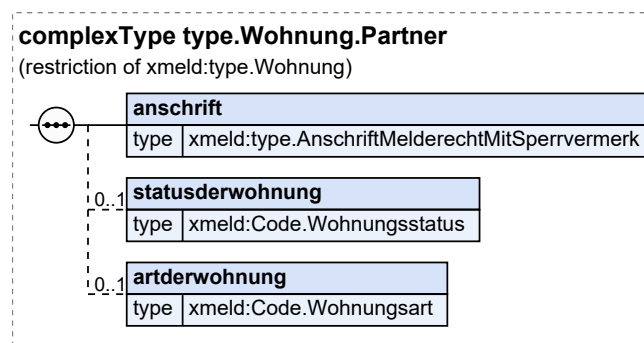 complexType type.Wohnung.Partner
(restriction of xmeld:type.Wohnung)
anschrift
type xmeld:type.AnschriftMelderechtMitSperrvermerk
0..1 statusderwohnung
type xmeld:Code.Wohnungsstatus
0..1 artderwohnung
type xmeld:Code.Wohnungsart